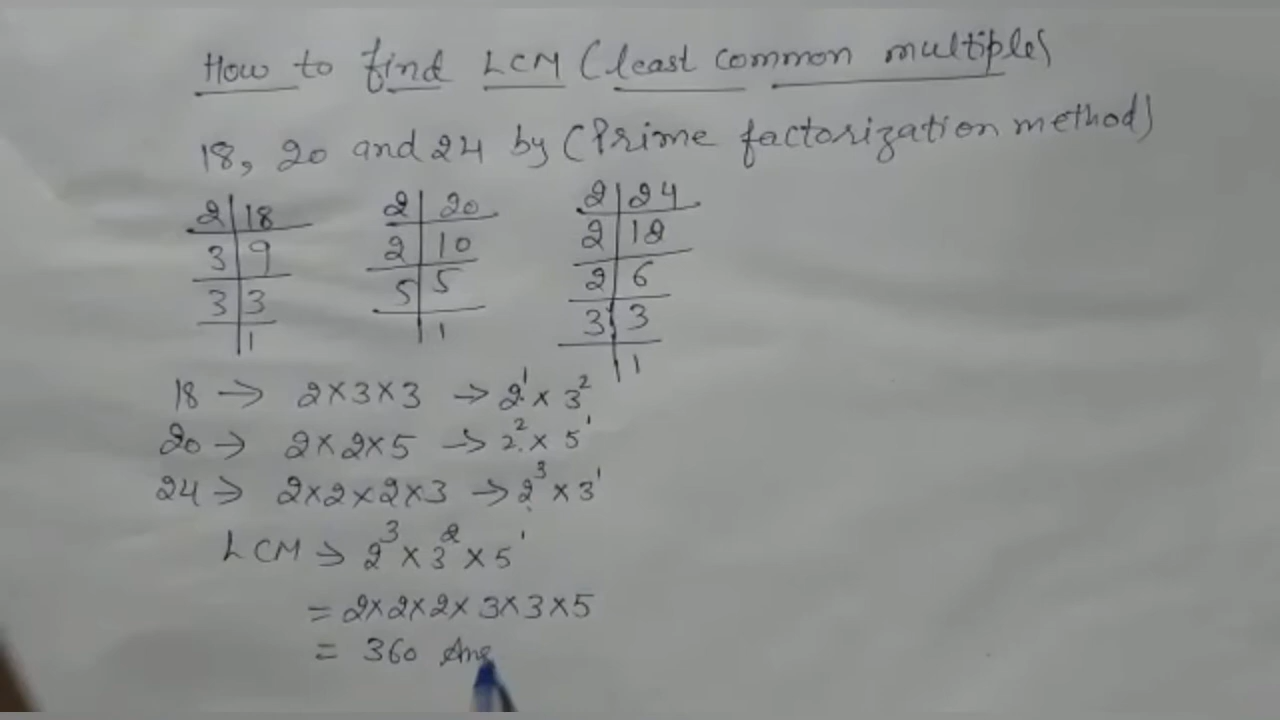 How to find LCM (least common multiple)
18, 20 and 24 by (Prime factorization method)
2|18 2|20 2|24
3|9 2|10 2|12
3|3 5|5 2|6
|1 |1 3|3
|1
18 → 2×3×3 → 2¹ × 3²
20 → 2×2×5 → 2² × 5¹
24 → 2×2×2×3 → 2³ × 3¹
LCM → 2³ × 3² × 5¹
= 2×2×2×3×3×5
= 360 Ans